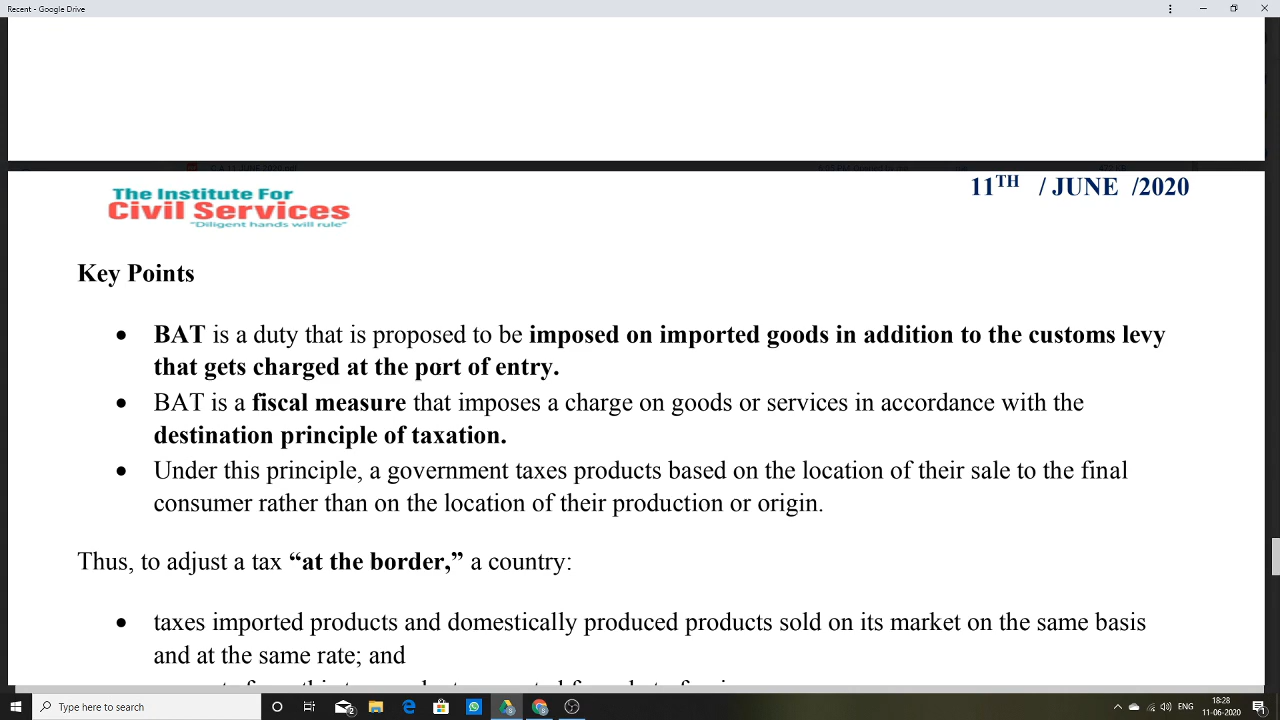 Recent - Google Drive
The Institute For
Civil Services
"Diligent hands will rule"
11TH / JUNE /2020
Key Points
• BAT is a duty that is proposed to be imposed on imported goods in addition to the customs levy
that gets charged at the port of entry.
• BAT is a fiscal measure that imposes a charge on goods or services in accordance with the
destination principle of taxation.
• Under this principle, a government taxes products based on the location of their sale to the final
consumer rather than on the location of their production or origin.
Thus, to adjust a tax “at the border,” a country:
• taxes imported products and domestically produced products sold on its market on the same basis
and at the same rate; and
Type here to search
ENG
18:28
11-06-2020